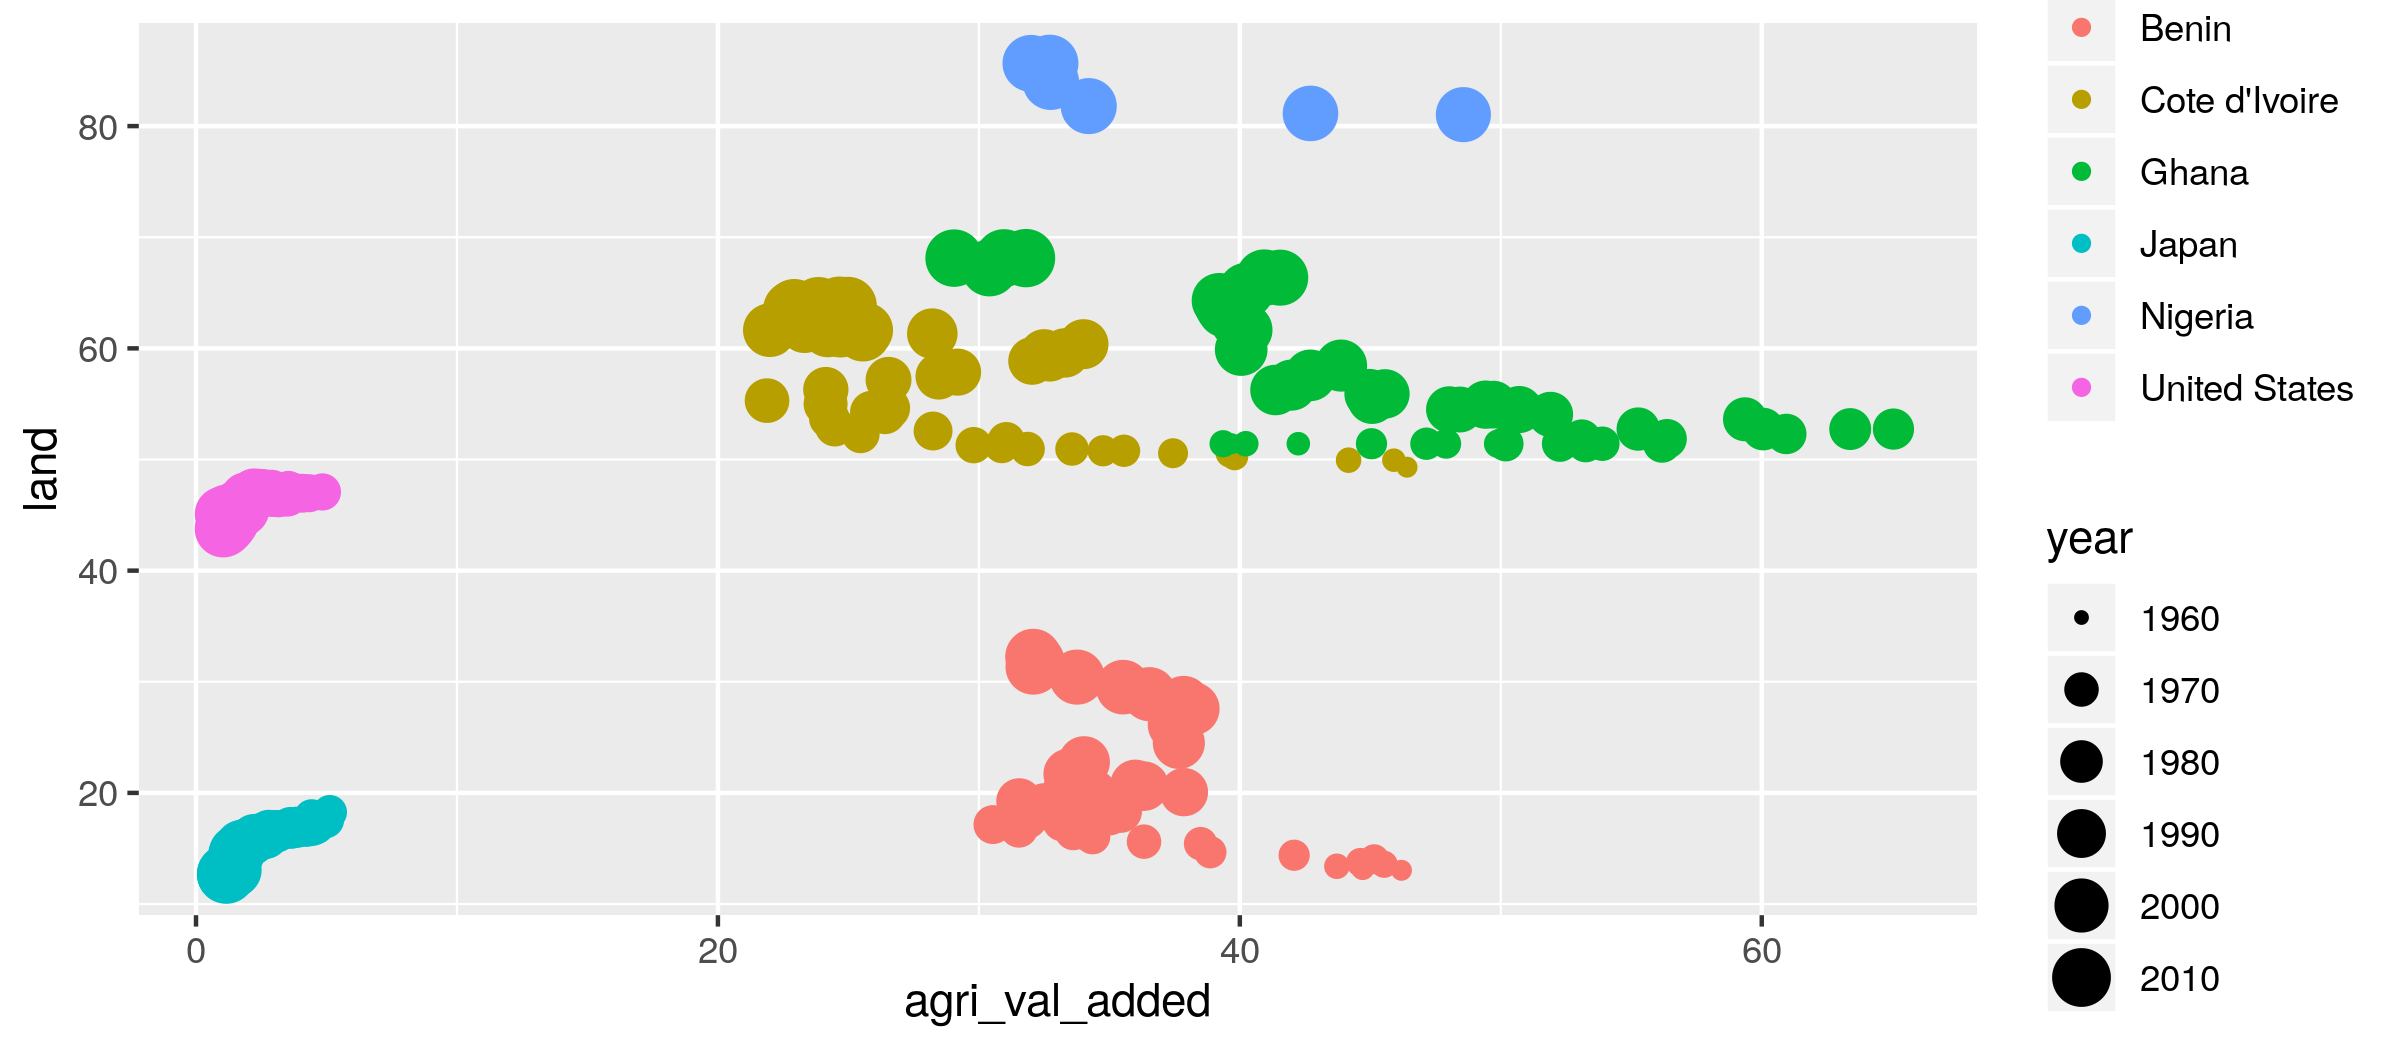 Benin
Cote d'Ivoire
Ghana
Japan
Nigeria
United States
year
1960
1970
1980
1990
2000
2010
land
80
60
40
20
0 20 40 60
agri_val_added